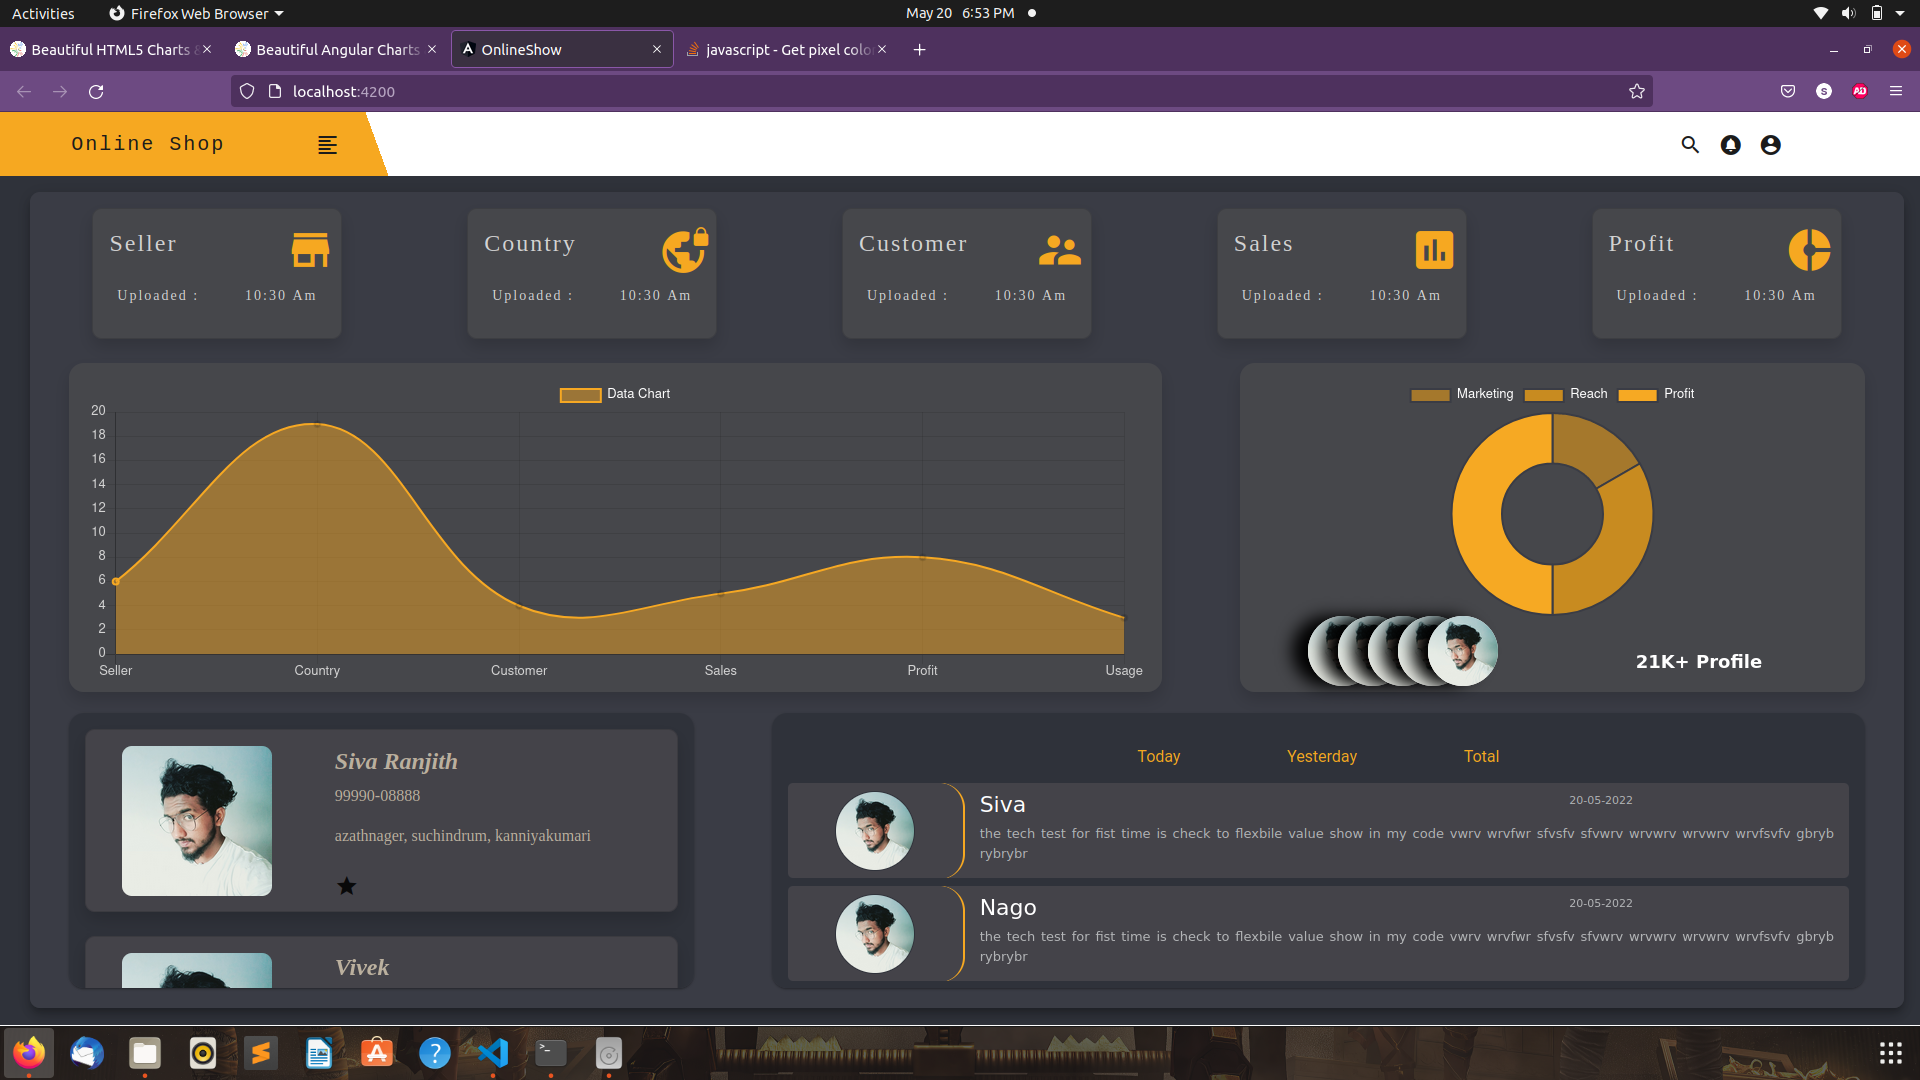 Activities Firefox Web Browser May 20 6:53 PM
Beautiful HTML5 Charts & Beautiful Angular Charts OnlineShow javascript - Get pixel colo
localhost:4200
Online Shop
Seller Country Customer Sales Profit
Uploaded : 10:30 Am Uploaded : 10:30 Am Uploaded : 10:30 Am Uploaded : 10:30 Am Uploaded : 10:30 Am
Data Chart
20
18
16
14
12
10
8
6
4
2
0
Seller Country Customer Sales Profit Usage
Marketing Reach Profit
21K+ Profile
Siva Ranjith
99990-08888
azathnager, suchindrum, kanniyakumari
Vivek
Today Yesterday Total
Siva 20-05-2022
the tech test for fist time is check to flexbile value show in my code vwrv wrvfwr sfvsfv sfvwrv wrvwrv wrvwrv wrvfsvfv gbryb
rybrybr
Nago 20-05-2022
the tech test for fist time is check to flexbile value show in my code vwrv wrvfwr sfvsfv sfvwrv wrvwrv wrvwrv wrvfsvfv gbryb
rybrybr